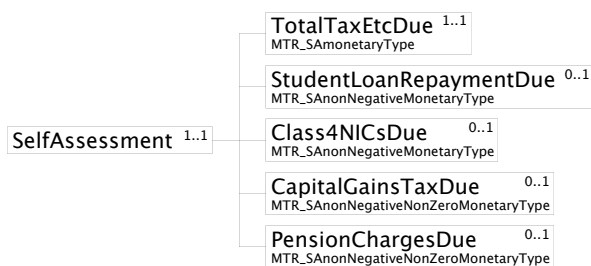 TotalTaxEtcDue 1..1
MTR_SAmonetaryType
StudentLoanRepaymentDue 0..1
MTR_SAnonNegativeMonetaryType
SelfAssessment 1..1
Class4NICsDue 0..1
MTR_SAnonNegativeMonetaryType
CapitalGainsTaxDue 0..1
MTR_SAnonNegativeNonZeroMonetaryType
PensionChargesDue 0..1
MTR_SAnonNegativeNonZeroMonetaryType